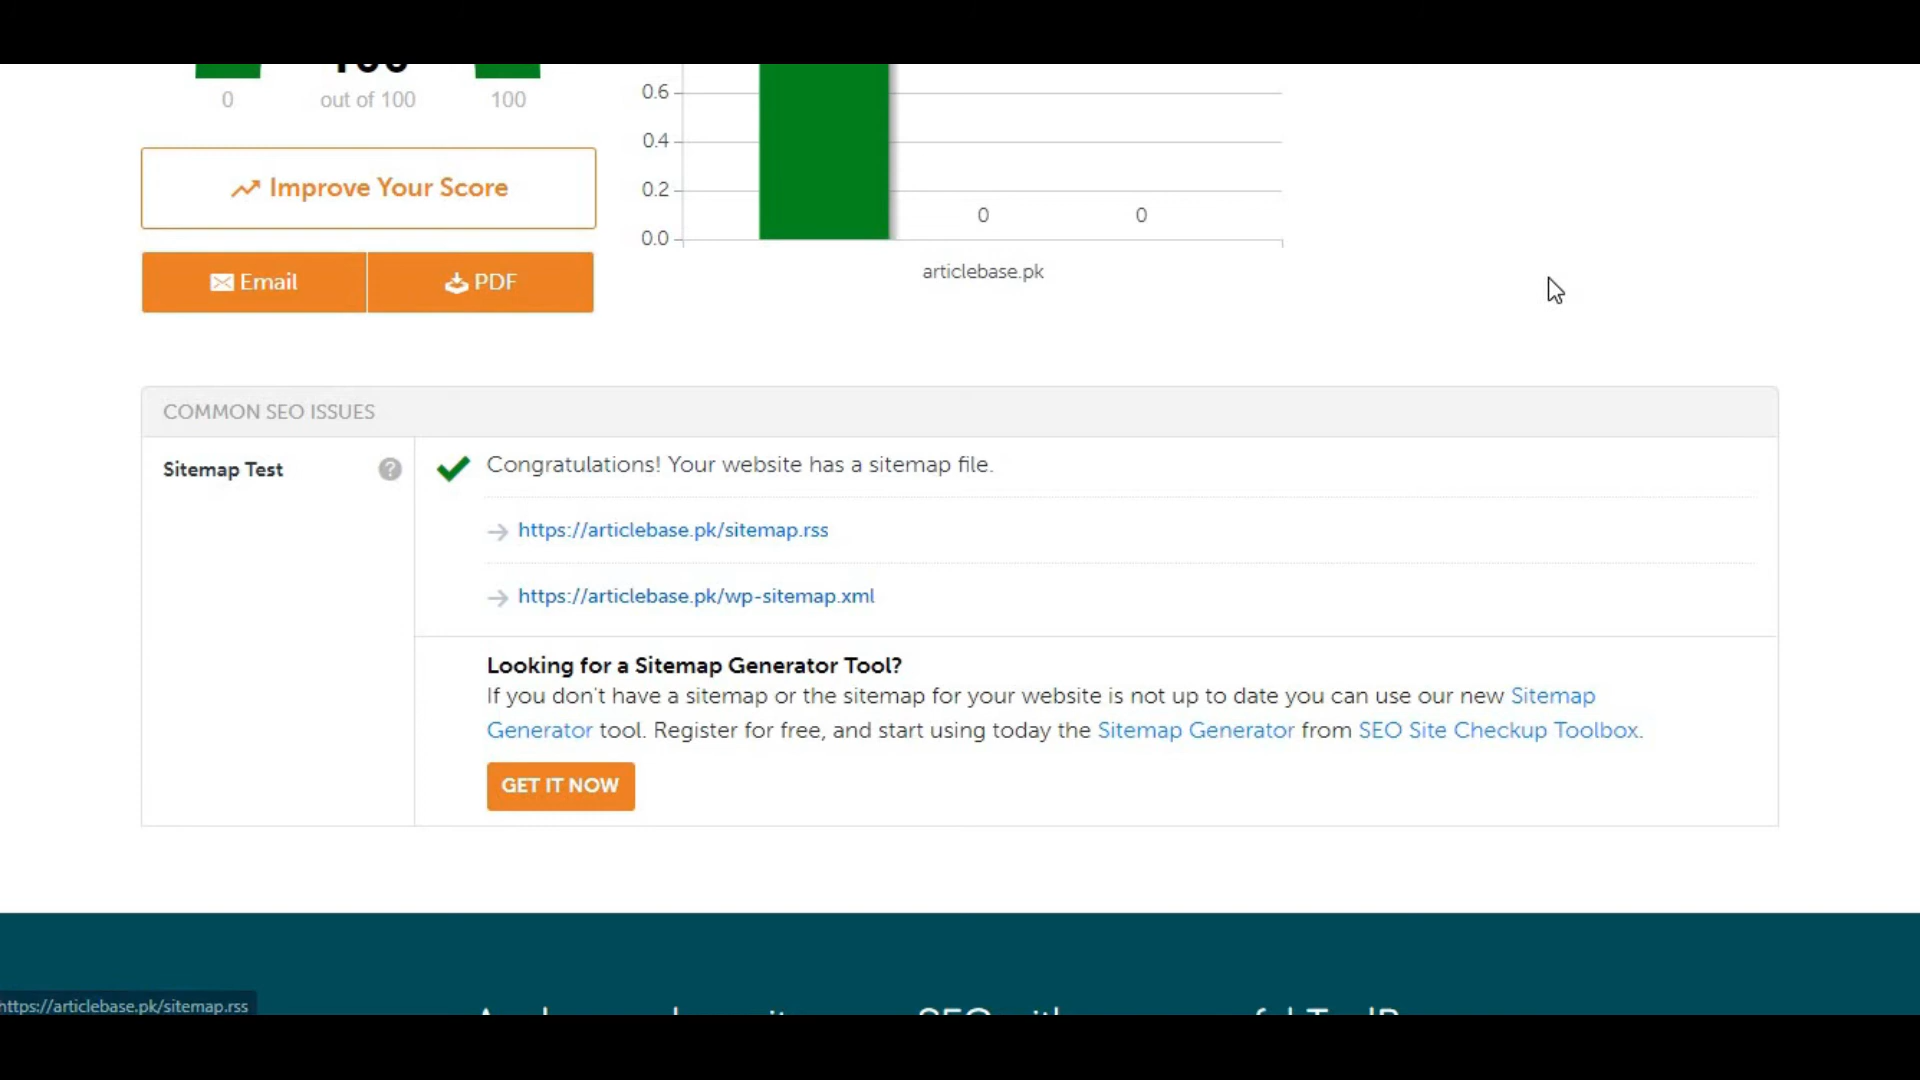 100
0
out of 100
100
Improve Your Score
Email
PDF
0.6
0.4
0.2
0.0
0
0
articlebase.pk
COMMON SEO ISSUES
Sitemap Test
?
Congratulations! Your website has a sitemap file.
https://articlebase.pk/sitemap.rss
https://articlebase.pk/wp-sitemap.xml
Looking for a Sitemap Generator Tool?
If you don't have a sitemap or the sitemap for your website is not up to date you can use our new Sitemap
Generator tool. Register for free, and start using today the Sitemap Generator from SEO Site Checkup Toolbox.
GET IT NOW
https://articlebase.pk/sitemap.rss